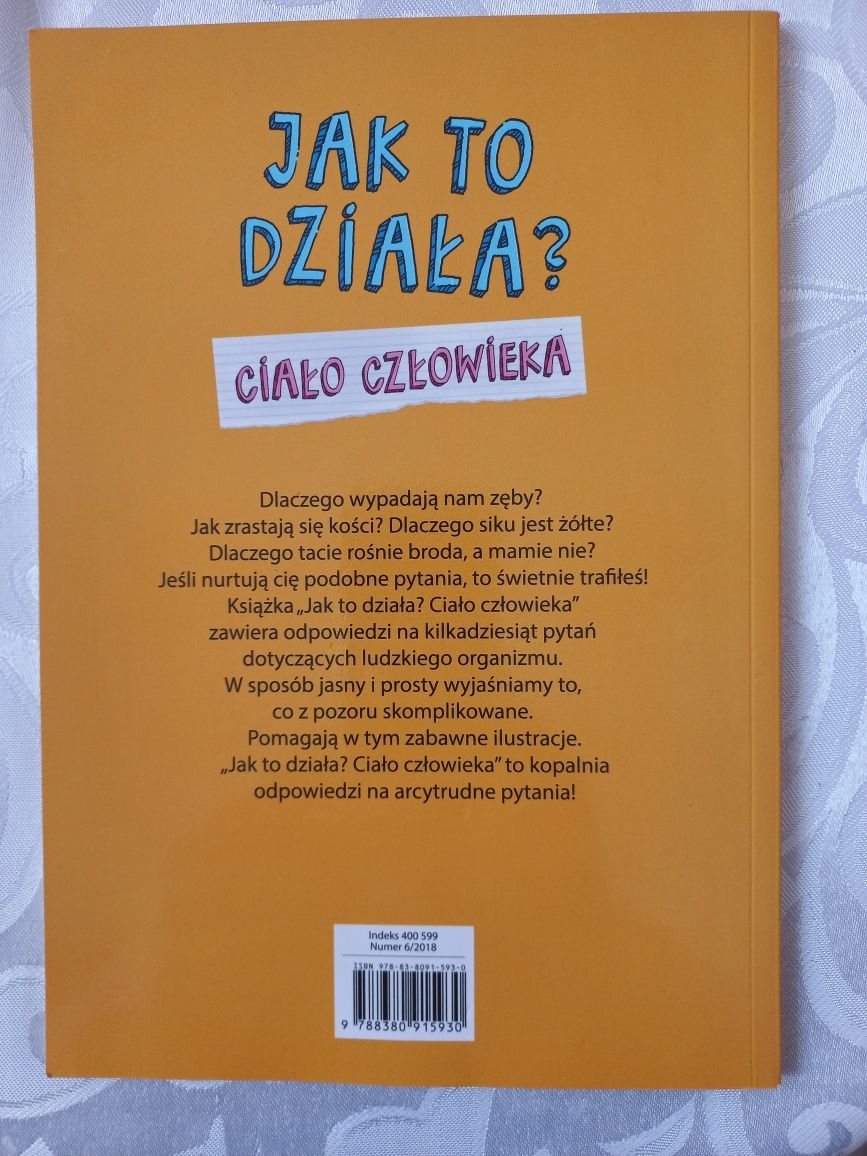 JAK TO
DZIAŁA?
CIAŁO CZŁOWIEKA
Dlaczego wypadają nam zęby?
Jak zrastają się kości? Dlaczego siku jest żółte?
Dlaczego tacie rośnie broda, a mamie nie?
Jeśli nurtują cię podobne pytania, to świetnie trafiłeś!
Książka „Jak to działa? Ciało człowieka”
zawiera odpowiedzi na kilkadziesiąt pytań
dotyczących ludzkiego organizmu.
W sposób jasny i prosty wyjaśniamy to,
co z pozoru skomplikowane.
Pomagają w tym zabawne ilustracje.
„Jak to działa? Ciało człowieka” to kopalnia
odpowiedzi na arcytrudne pytania!
Indeks 400 599
Numer 6/2018
ISBN 978-83-8091-593-0
9 788380 915930